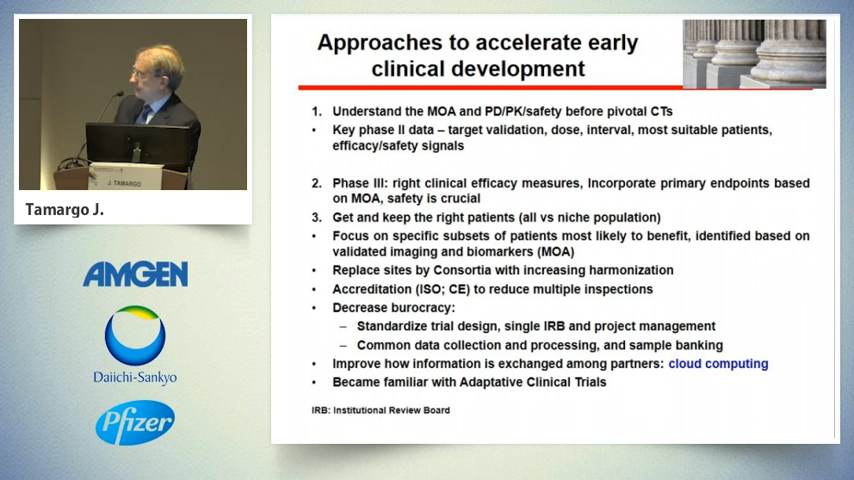 J. TAMARGO
Tamargo J.
AMGEN
Daiichi-Sankyo
Pfizer
Approaches to accelerate early
clinical development
1. Understand the MOA and PD/PK/safety before pivotal CTs
• Key phase II data – target validation, dose, interval, most suitable patients,
efficacy/safety signals
2. Phase III: right clinical efficacy measures, Incorporate primary endpoints based
on MOA, safety is crucial
3. Get and keep the right patients (all vs niche population)
• Focus on specific subsets of patients most likely to benefit, identified based on
validated imaging and biomarkers (MOA)
• Replace sites by Consortia with increasing harmonization
• Accreditation (ISO; CE) to reduce multiple inspections
• Decrease burocracy:
– Standardize trial design, single IRB and project management
– Common data collection and processing, and sample banking
• Improve how information is exchanged among partners: cloud computing
• Became familiar with Adaptative Clinical Trials
IRB: Institutional Review Board